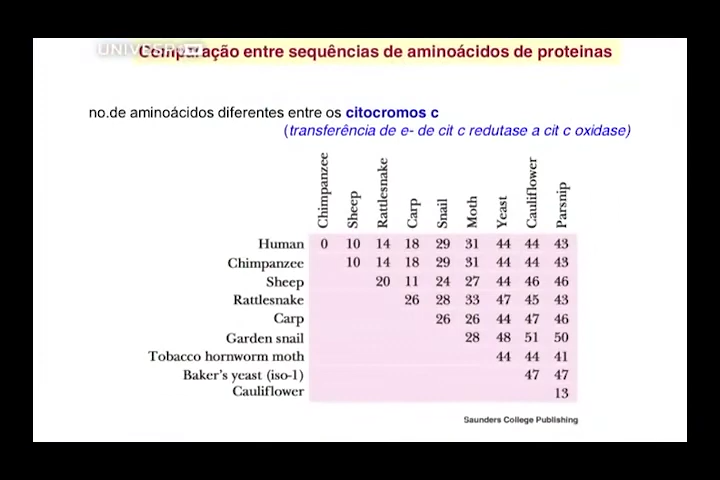 Comparação entre sequências de aminoácidos de proteinas
no.de aminoácidos diferentes entre os citocromos c
(transferência de e- de cit c redutase a cit c oxidase)
Chimpanzee Sheep Rattlesnake Carp Snail Moth Yeast Cauliflower Parsnip
Human 0 10 14 18 29 31 44 44 43
Chimpanzee 10 14 18 29 31 44 44 43
Sheep 20 11 24 27 44 46 46
Rattlesnake 26 28 33 47 45 43
Carp 26 26 44 47 46
Garden snail 28 48 51 50
Tobacco hornworm moth 44 44 41
Baker's yeast (iso-1) 47 47
Cauliflower 13
Saunders College Publishing